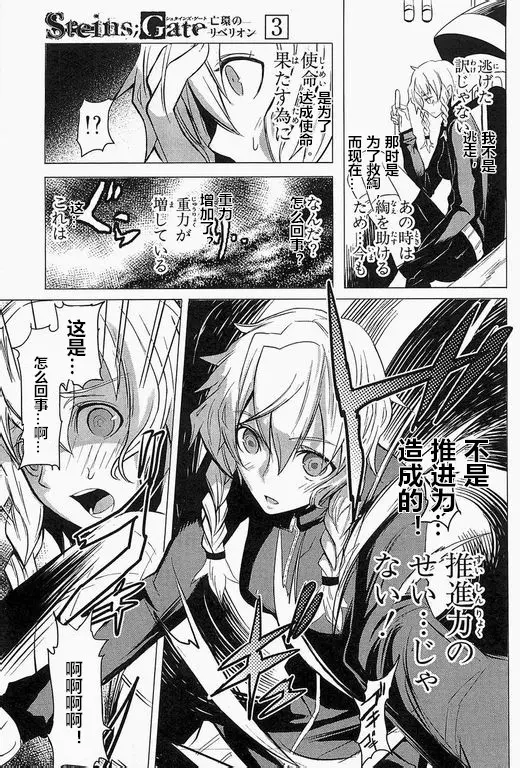 Steins;Gate
シュタインズ・ゲート
亡環の
リベリオン
3
逃げた
訳じゃない
我不是
逃走，
那时是
为了救綯
而现在…
あの時は
綯を助ける
ため…今も
是为了
使命
达成使命。
果たす為に
!?
なんだ？
怎么回事？
重力
增加了？
重力が
増している
这…
これは
不是
推进力…
造成的！
推進力の
せい…じゃ
ない！
这是…
怎么回事…啊…
啊啊啊啊！